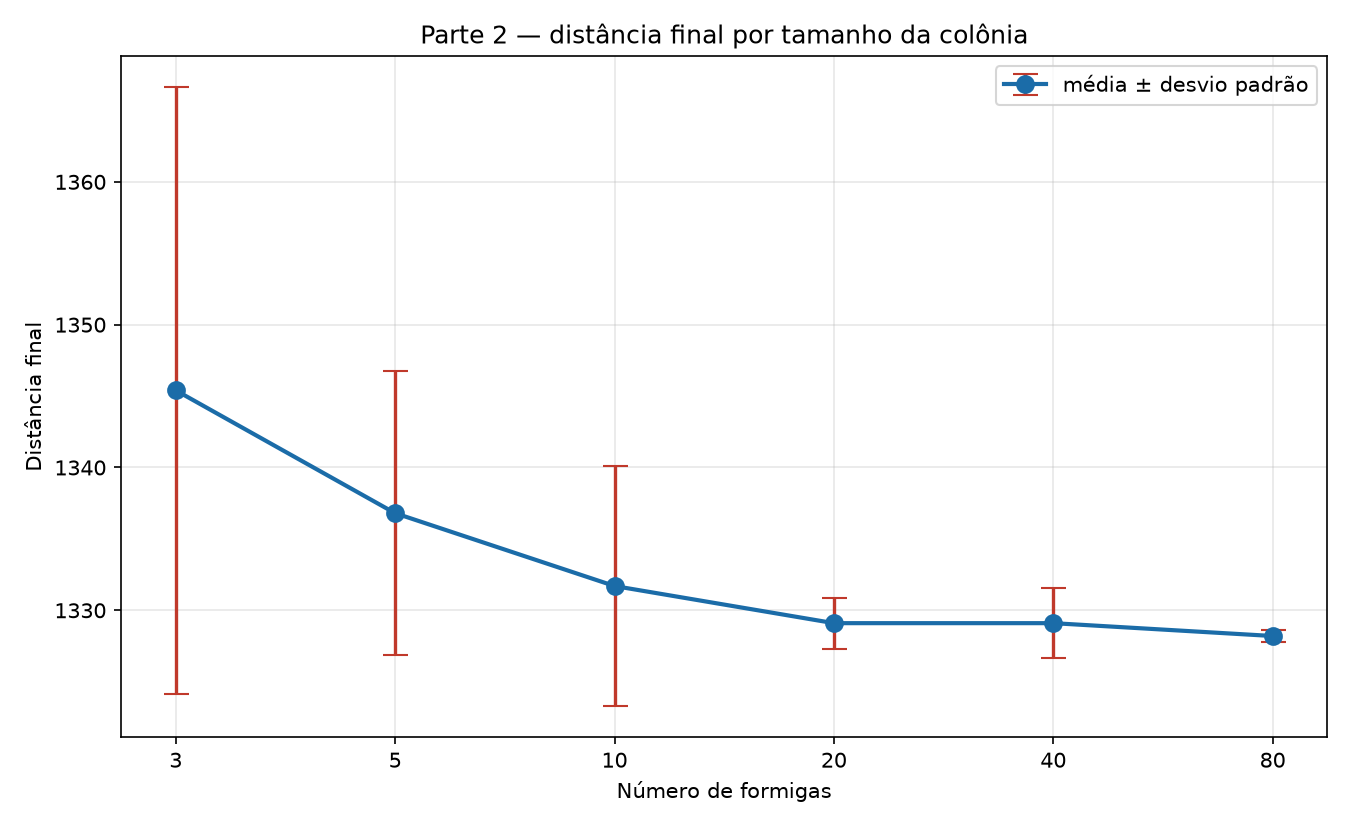 Parte 2 — distância final por tamanho da colônia
média ± desvio padrão
Distância final
1360
1350
1340
1330
3 5 10 20 40 80
Número de formigas